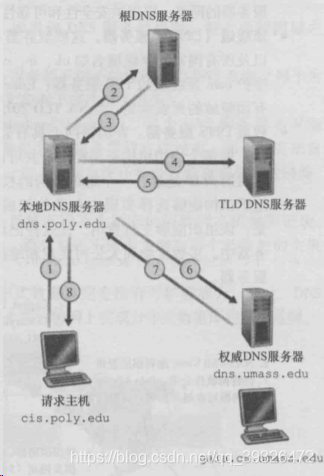 根DNS服务器
2
3
4
5
本地DNS服务器
dns.poly.edu
TLD DNS服务器
1
8
7
6
权威DNS服务器
dns.umass.edu
请求主机
cis.poly.edu
https://blog.csdn.net/jo_39826472